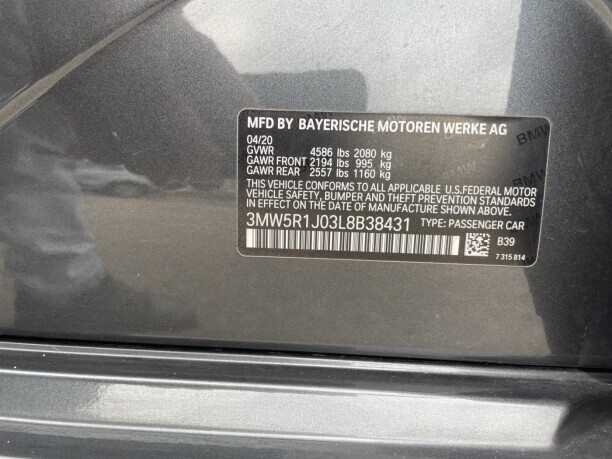 MFD BY BAYERISCHE MOTOREN WERKE AG
04/20
GVWR 4586 lbs 2080 kg
GAWR FRONT 2194 lbs 995 kg
GAWR REAR 2557 lbs 1160 kg
THIS VEHICLE CONFORMS TO ALL APPLICABLE U.S.FEDERAL MOTOR
VEHICLE SAFETY, BUMPER AND THEFT PREVENTION STANDARDS
IN EFFECT ON THE DATE OF MANUFACTURE SHOWN ABOVE.
3MW5R1J03L8B38431 TYPE: PASSENGER CAR
B39
7 315 814
BMW
BMW